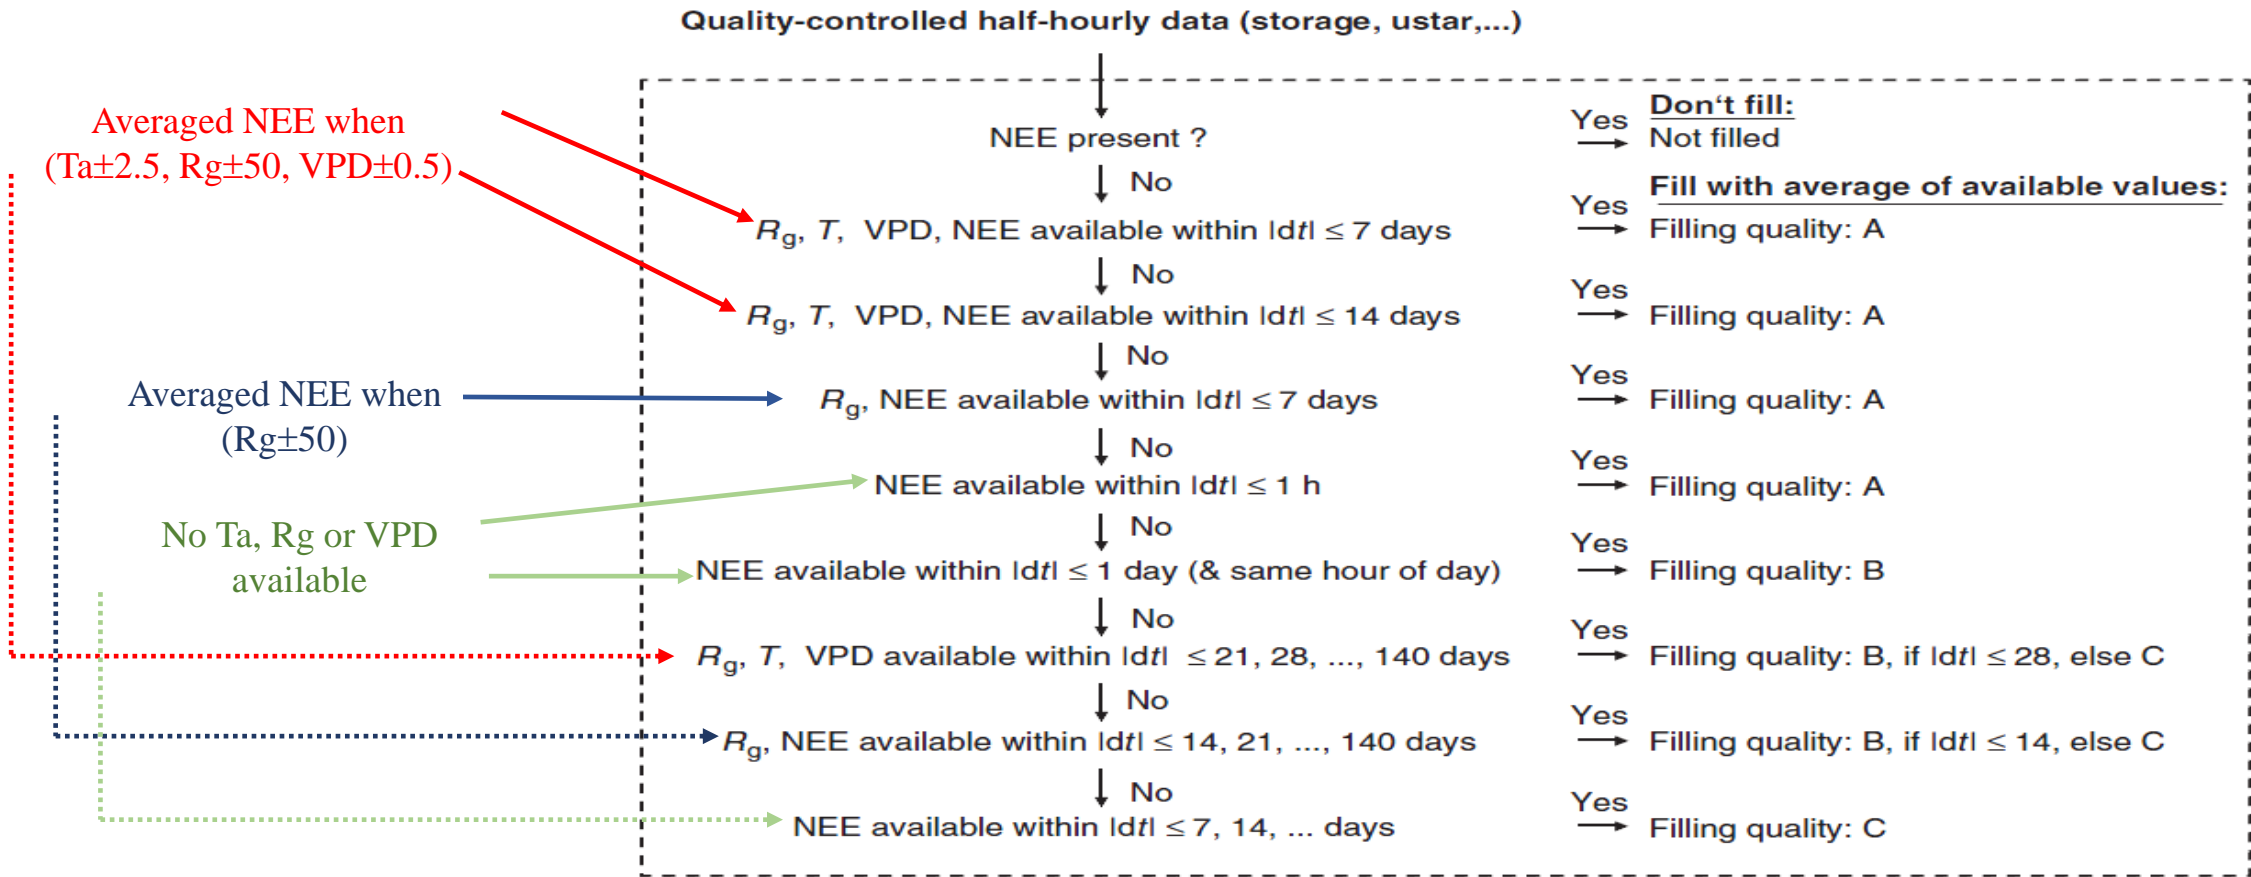 Quality-controlled half-hourly data (storage, ustar,...)
Averaged NEE when
(Ta±2.5, Rg±50, VPD±0.5)
NEE present ?
Yes
Don't fill:
Not filled
No
Fill with average of available values:
Rg, T, VPD, NEE available within |dt| ≤ 7 days
Yes
Filling quality: A
No
Rg, T, VPD, NEE available within |dt| ≤ 14 days
Yes
Filling quality: A
No
Averaged NEE when
(Rg±50)
Rg, NEE available within |dt| ≤ 7 days
Yes
Filling quality: A
No
NEE available within |dt| ≤ 1 h
Yes
Filling quality: A
No
No Ta, Rg or VPD
available
NEE available within |dt| ≤ 1 day (& same hour of day)
Yes
Filling quality: B
No
Rg, T, VPD available within |dt| ≤ 21, 28, ..., 140 days
Yes
Filling quality: B, if |dt| ≤ 28, else C
No
Rg, NEE available within |dt| ≤ 14, 21, ..., 140 days
Yes
Filling quality: B, if |dt| ≤ 14, else C
No
NEE available within |dt| ≤ 7, 14, ... days
Yes
Filling quality: C